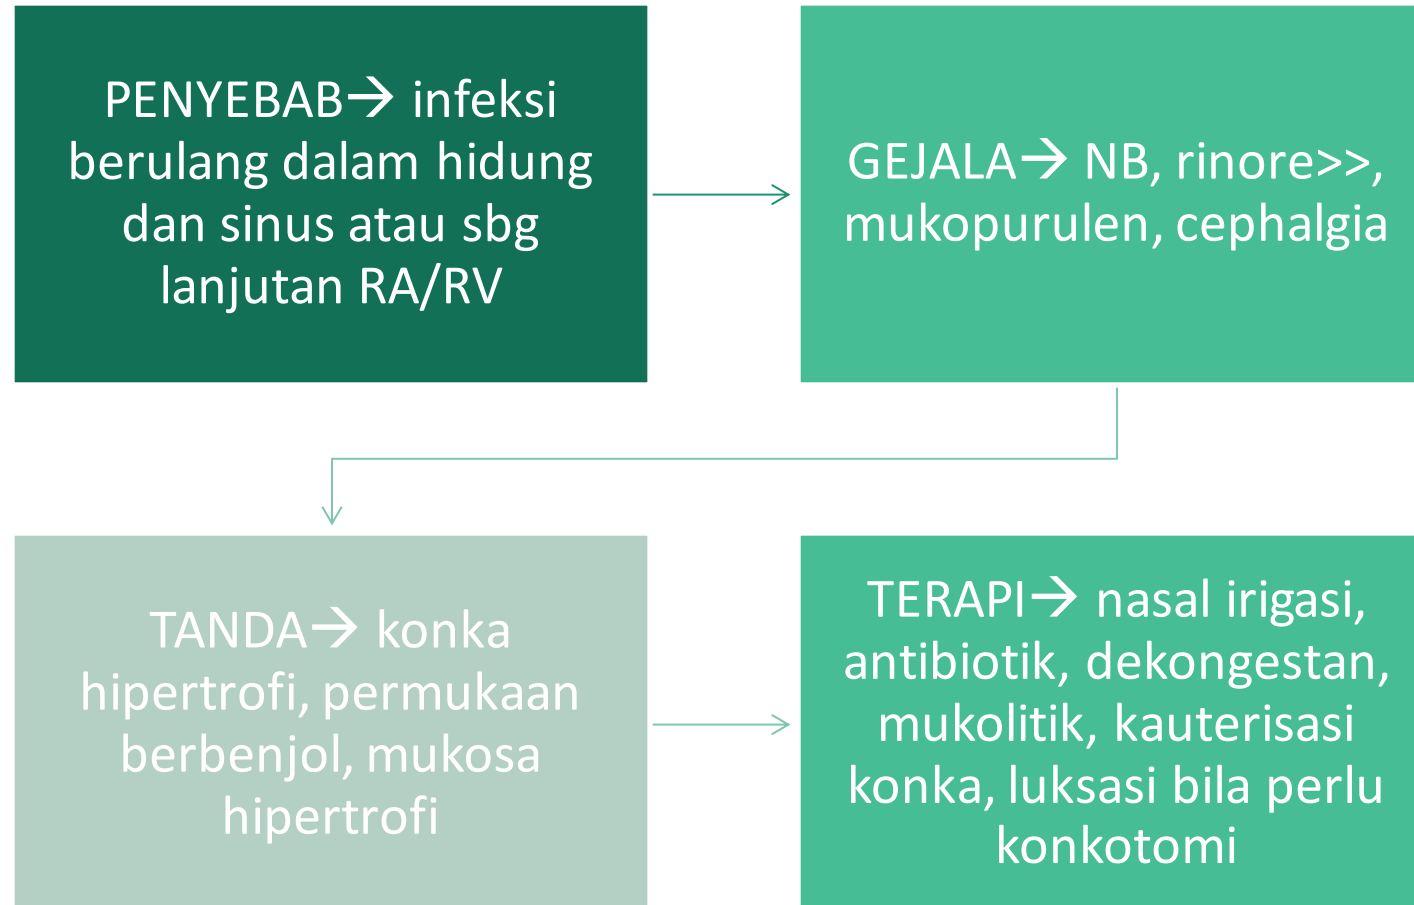 PENYEBAB→ infeksi
berulang dalam hidung
dan sinus atau sbg
lanjutan RA/RV
GEJALA→ NB, rinore>>,
mukopurulen, cephalgia
TANDA→ konka
hipertrofi, permukaan
berbenjol, mukosa
hipertrofi
TERAPI→ nasal irigasi,
antibiotik, dekongestan,
mukolitik, kauterisasi
konka, luksasi bila perlu
konkotomi